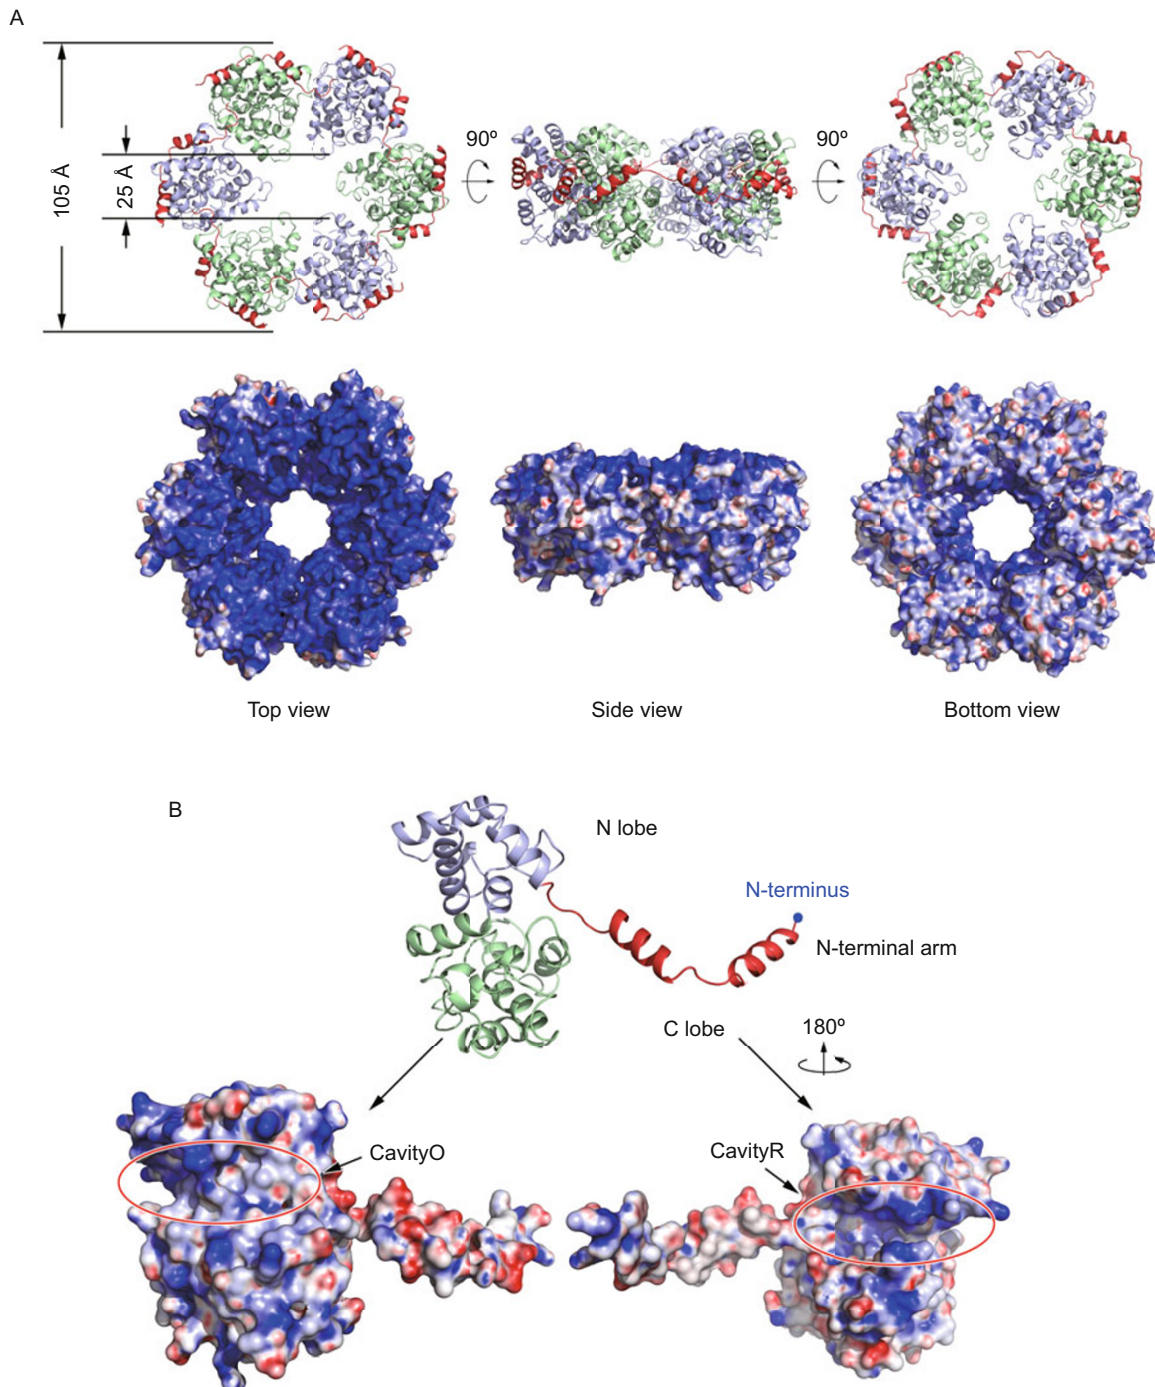 A
105 Å
25 Å
90º
90º
Top view
Side view
Bottom view
B
N lobe
N-terminus
N-terminal arm
C lobe
180º
CavityO
CavityR